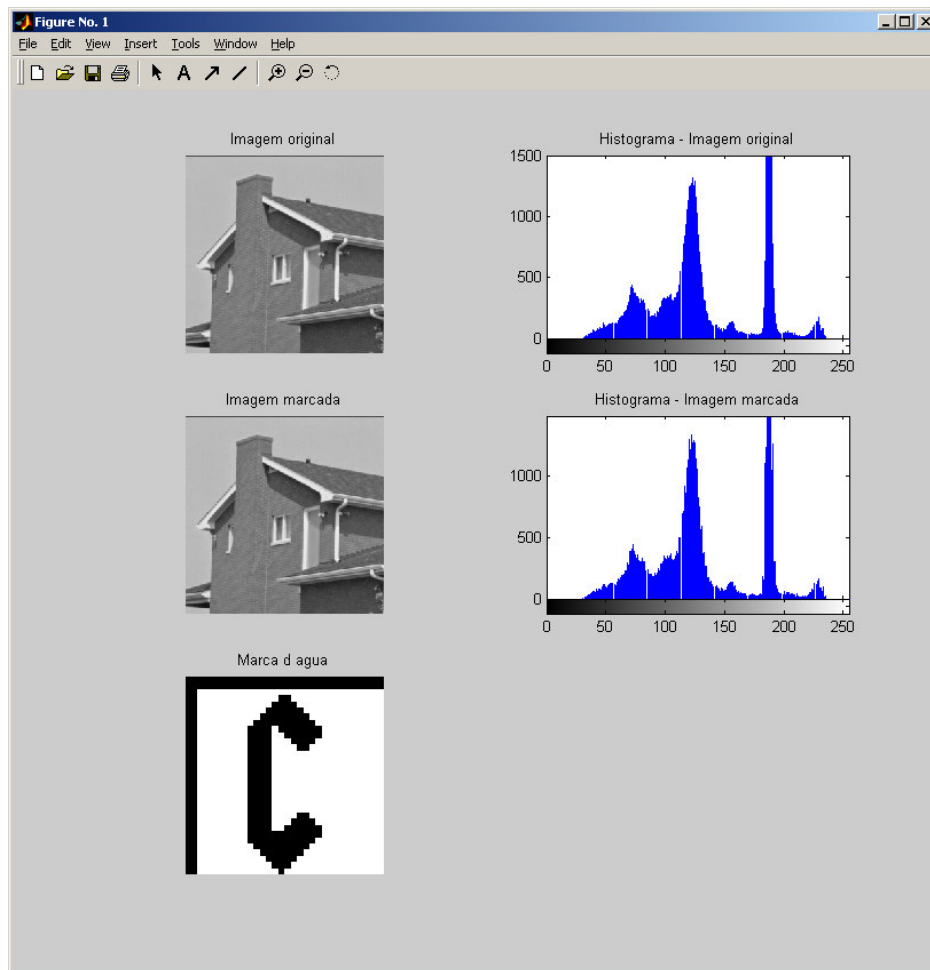 Figure No. 1
File Edit View Insert Tools Window Help
A
Imagem original
Histograma - Imagem original
1500
1000
500
0
0 50 100 150 200 250
Imagem marcada
Histograma - Imagem marcada
1000
500
0
0 50 100 150 200 250
Marca d agua